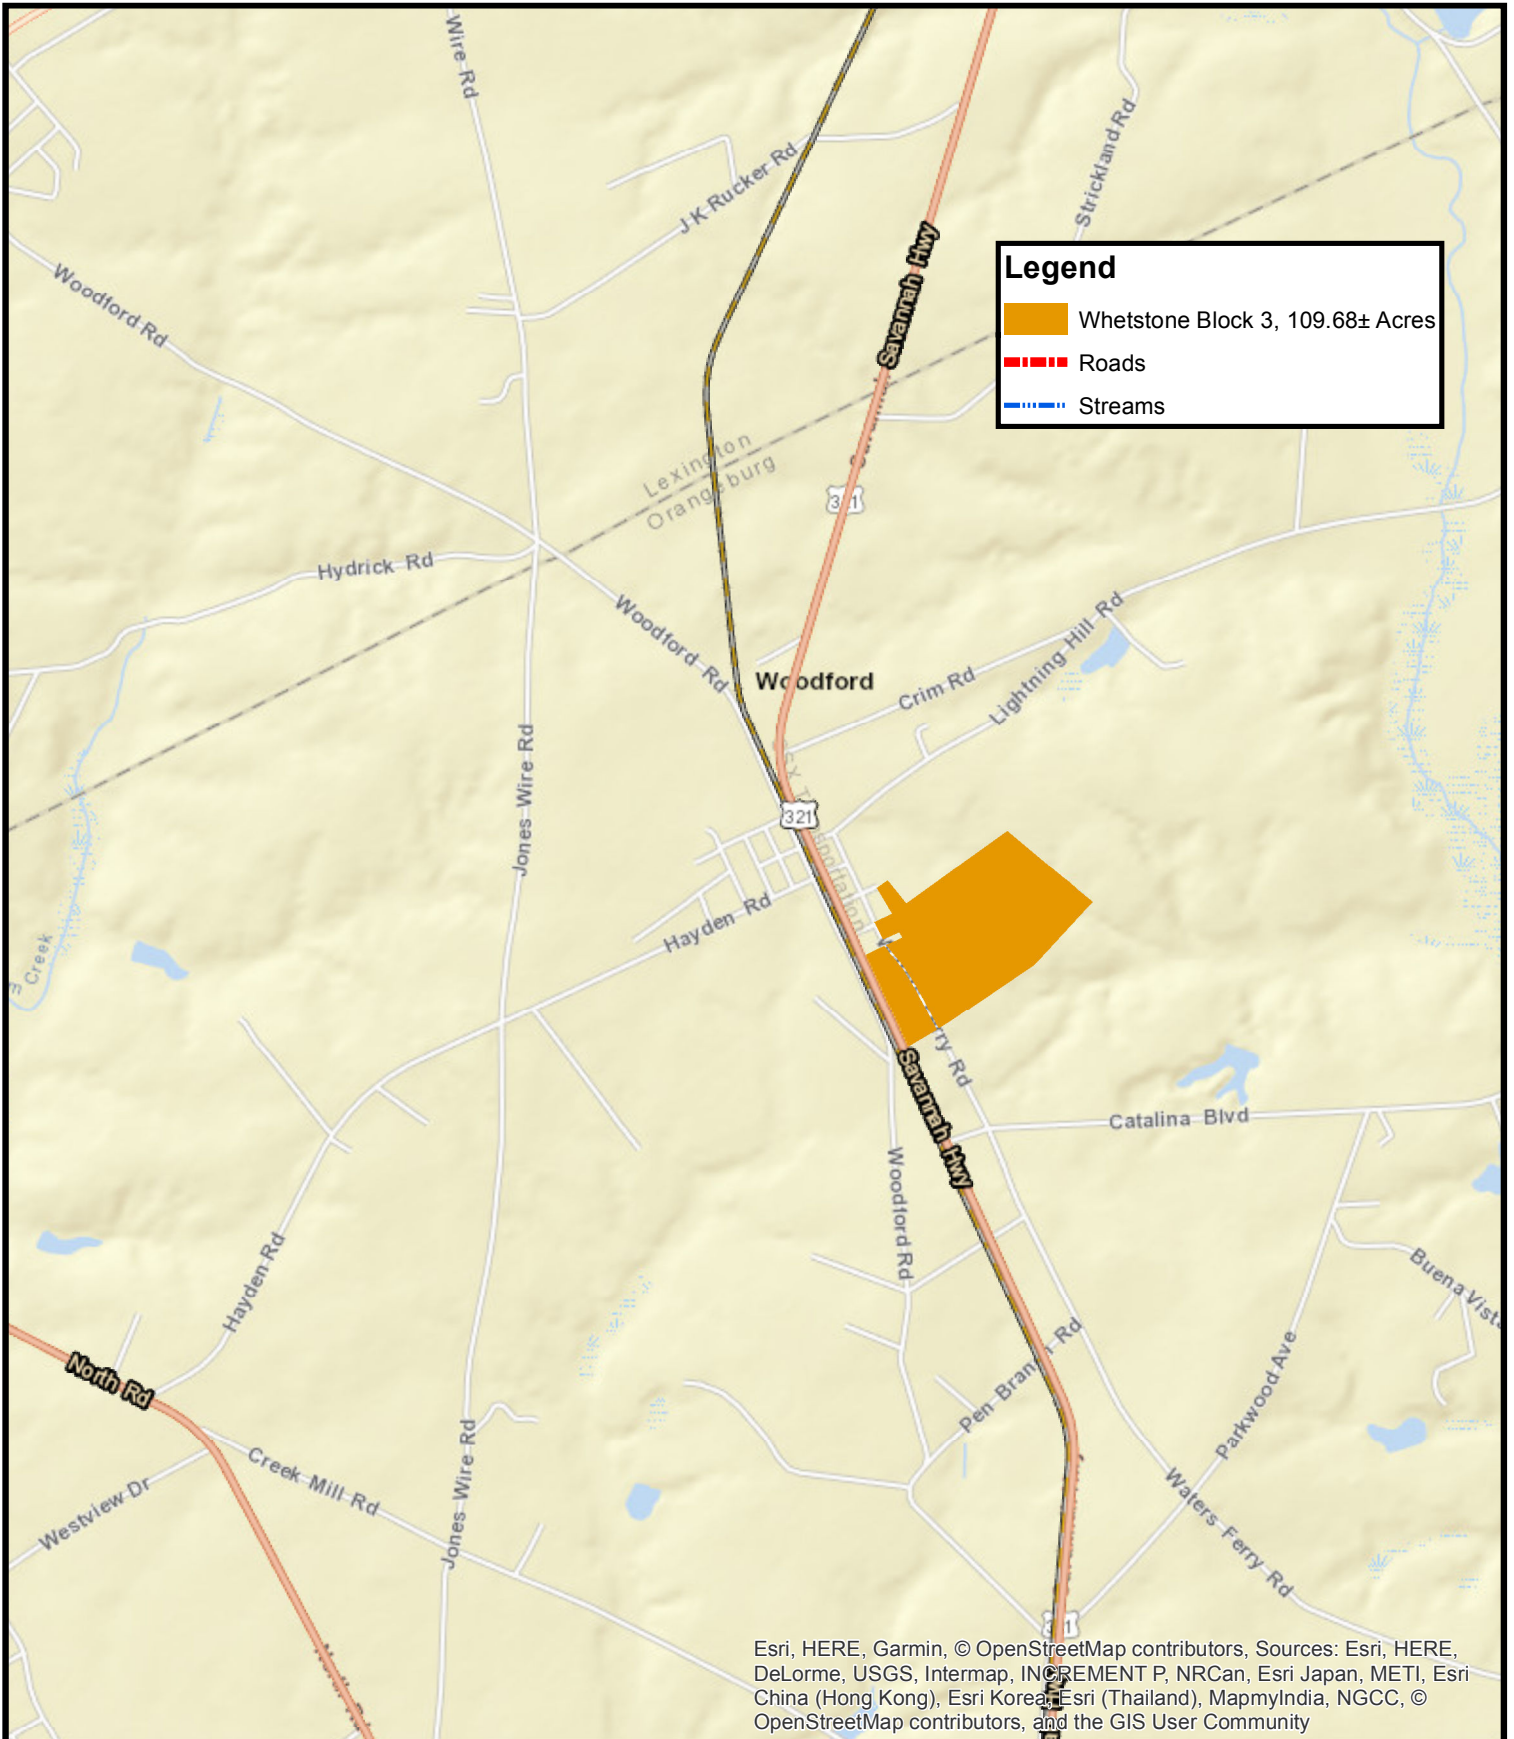 Wire Rd
J K Rucker Rd
Strickland Rd
Woodford Rd
Savannah Hwy
Legend
Whetstone Block 3, 109.68± Acres
Roads
Streams
Lexington
Orangeburg
Hydrick Rd
Woodford Rd
Woodford
Crim Rd
Lightning Hill Rd
Jones Wire Rd
321
Hayden Rd
Creek
Savannah Hwy
rry Rd
Catalina Blvd
Woodford Rd
Hayden Rd
Buena Vista
North Rd
Pen Branch Rd
Parkwood Ave
Jones Wire Rd
Creek Mill Rd
Westview Dr
Waters Ferry Rd
Esri, HERE, Garmin, © OpenStreetMap contributors, Sources: Esri, HERE,
DeLorme, USGS, Intermap, INCREMENT P, NRCan, Esri Japan, METI, Esri
China (Hong Kong), Esri Korea, Esri (Thailand), MapmyIndia, NGCC, ©
OpenStreetMap contributors, and the GIS User Community